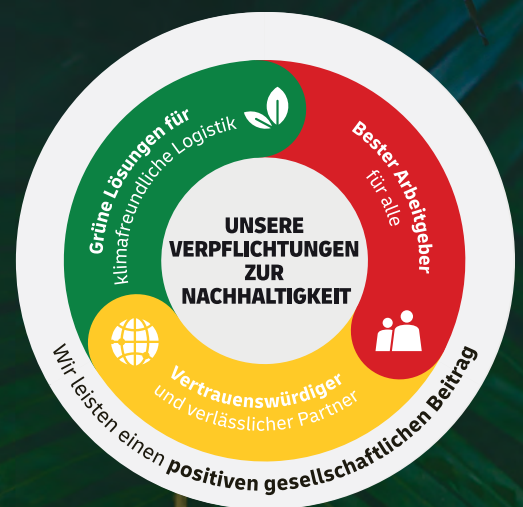 Grüne Lösungen für
klimafreundliche Logistik
Bester Arbeitgeber
für alle
UNSERE
VERPFLICHTUNGEN
ZUR
NACHHALTIGKEIT
Vertrauenswürdiger
und verlässlicher Partner
Wir leisten einen positiven gesellschaftlichen Beitrag